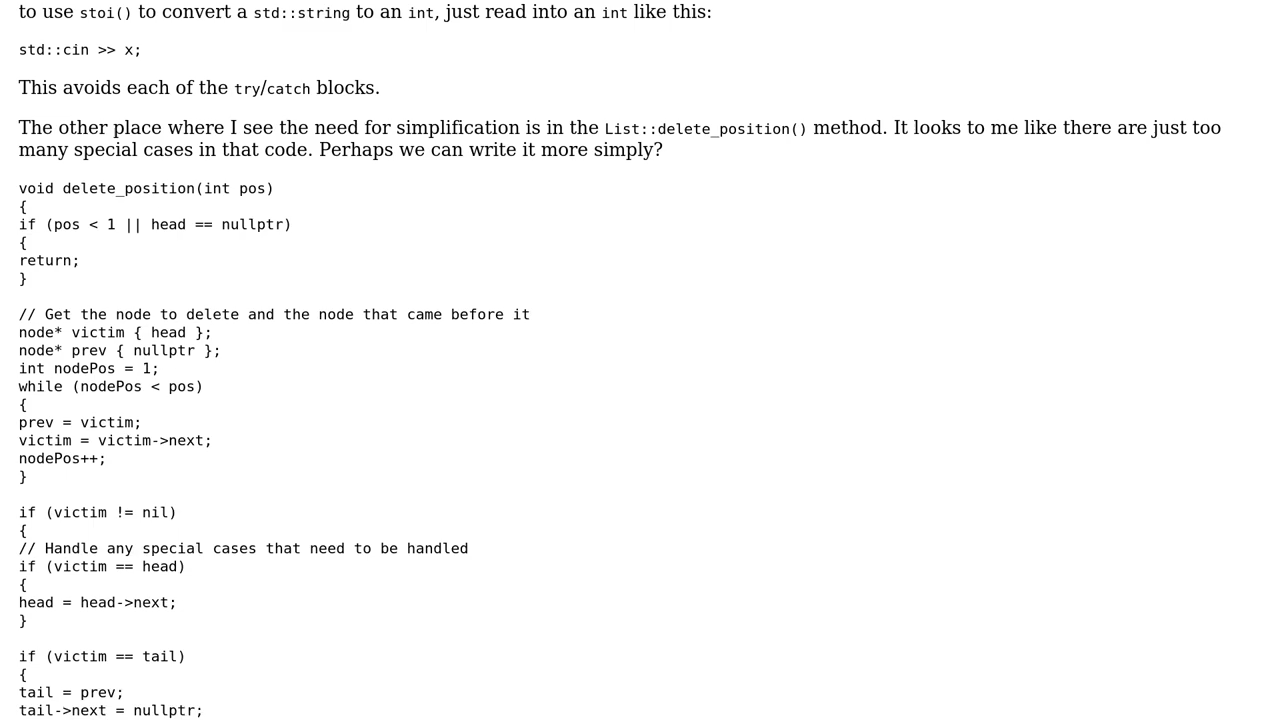 to use stoi() to convert a std::string to an int, just read into an int like this:
std::cin >> x;
This avoids each of the try/catch blocks.
The other place where I see the need for simplification is in the List::delete_position() method. It looks to me like there are just too
many special cases in that code. Perhaps we can write it more simply?
void delete_position(int pos)
{
if (pos < 1 || head == nullptr)
{
return;
}
// Get the node to delete and the node that came before it
node* victim { head };
node* prev { nullptr };
int nodePos = 1;
while (nodePos < pos)
{
prev = victim;
victim = victim->next;
nodePos++;
}
if (victim != nil)
{
// Handle any special cases that need to be handled
if (victim == head)
{
head = head->next;
}
if (victim == tail)
{
tail = prev;
tail->next = nullptr;